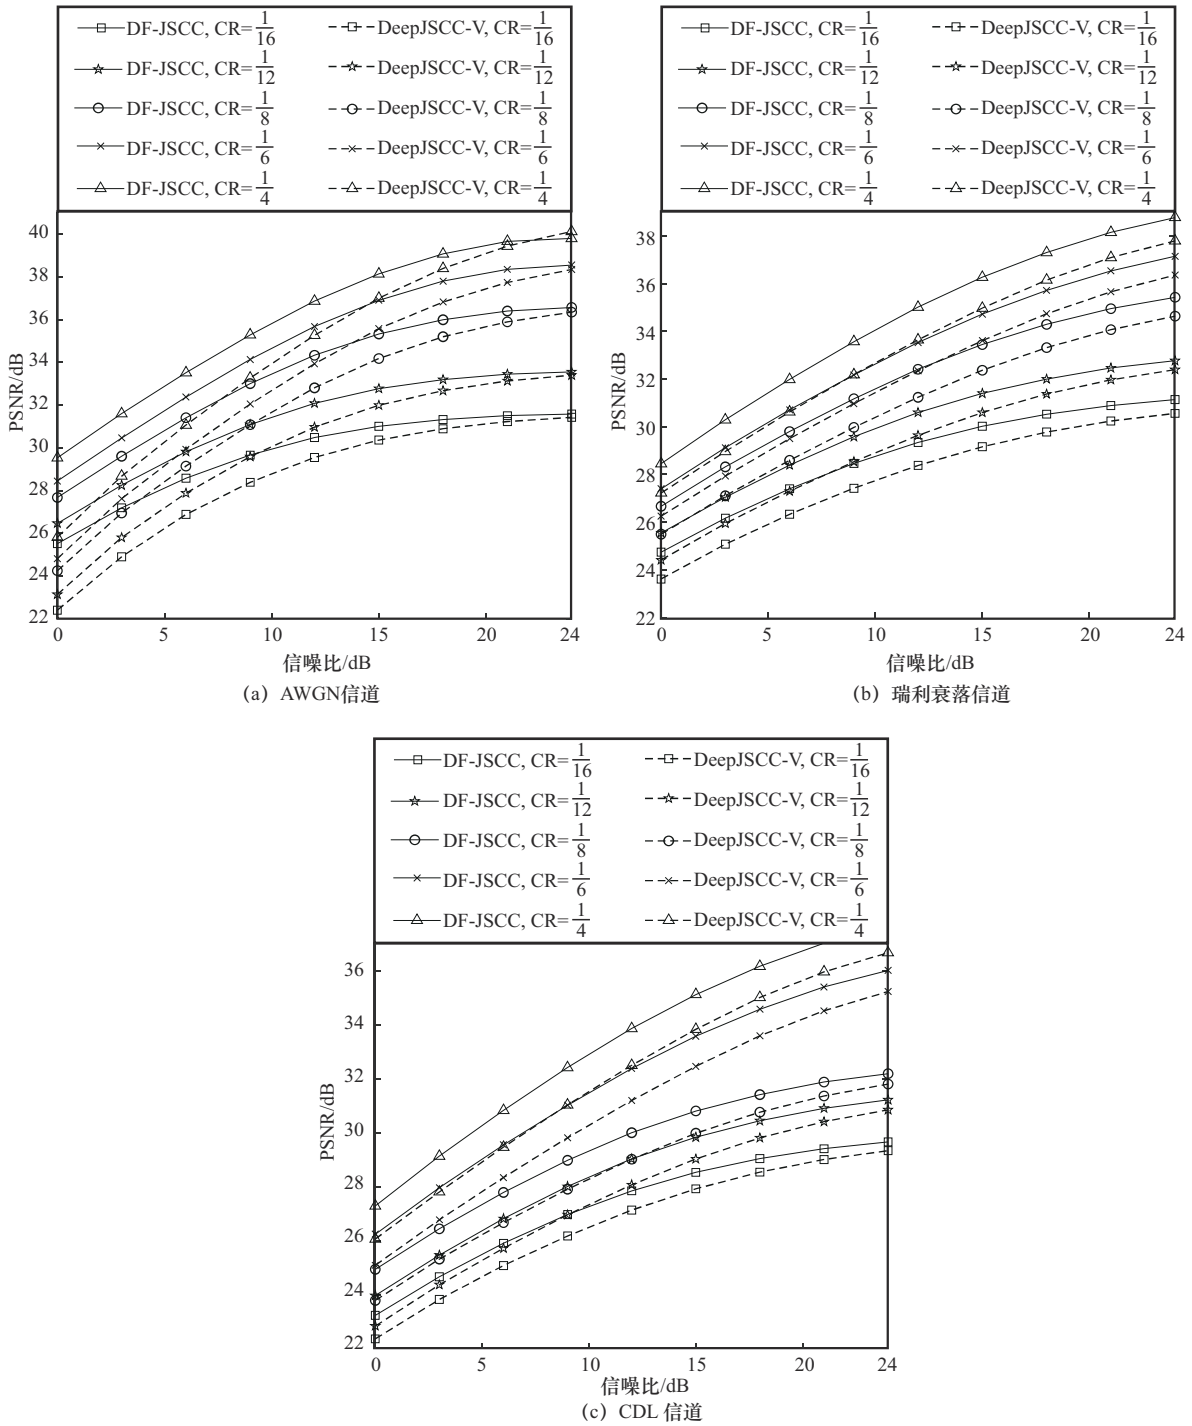 DF-JSCC, CR=1/16 DeepJSCC-V, CR=1/16
DF-JSCC, CR=1/12 DeepJSCC-V, CR=1/12
DF-JSCC, CR=1/8 DeepJSCC-V, CR=1/8
DF-JSCC, CR=1/6 DeepJSCC-V, CR=1/6
DF-JSCC, CR=1/4 DeepJSCC-V, CR=1/4
40
38
36
34
32
30
28
26
24
22
PSNR/dB
0 5 10 15 20 24
信噪比/dB
(a) AWGN信道
DF-JSCC, CR=1/16 DeepJSCC-V, CR=1/16
DF-JSCC, CR=1/12 DeepJSCC-V, CR=1/12
DF-JSCC, CR=1/8 DeepJSCC-V, CR=1/8
DF-JSCC, CR=1/6 DeepJSCC-V, CR=1/6
DF-JSCC, CR=1/4 DeepJSCC-V, CR=1/4
38
36
34
32
30
28
26
24
22
PSNR/dB
0 5 10 15 20 24
信噪比/dB
(b) 瑞利衰落信道
DF-JSCC, CR=1/16 DeepJSCC-V, CR=1/16
DF-JSCC, CR=1/12 DeepJSCC-V, CR=1/12
DF-JSCC, CR=1/8 DeepJSCC-V, CR=1/8
DF-JSCC, CR=1/6 DeepJSCC-V, CR=1/6
DF-JSCC, CR=1/4 DeepJSCC-V, CR=1/4
36
34
32
30
28
26
24
22
PSNR/dB
0 5 10 15 20 24
信噪比/dB
(c) CDL 信道